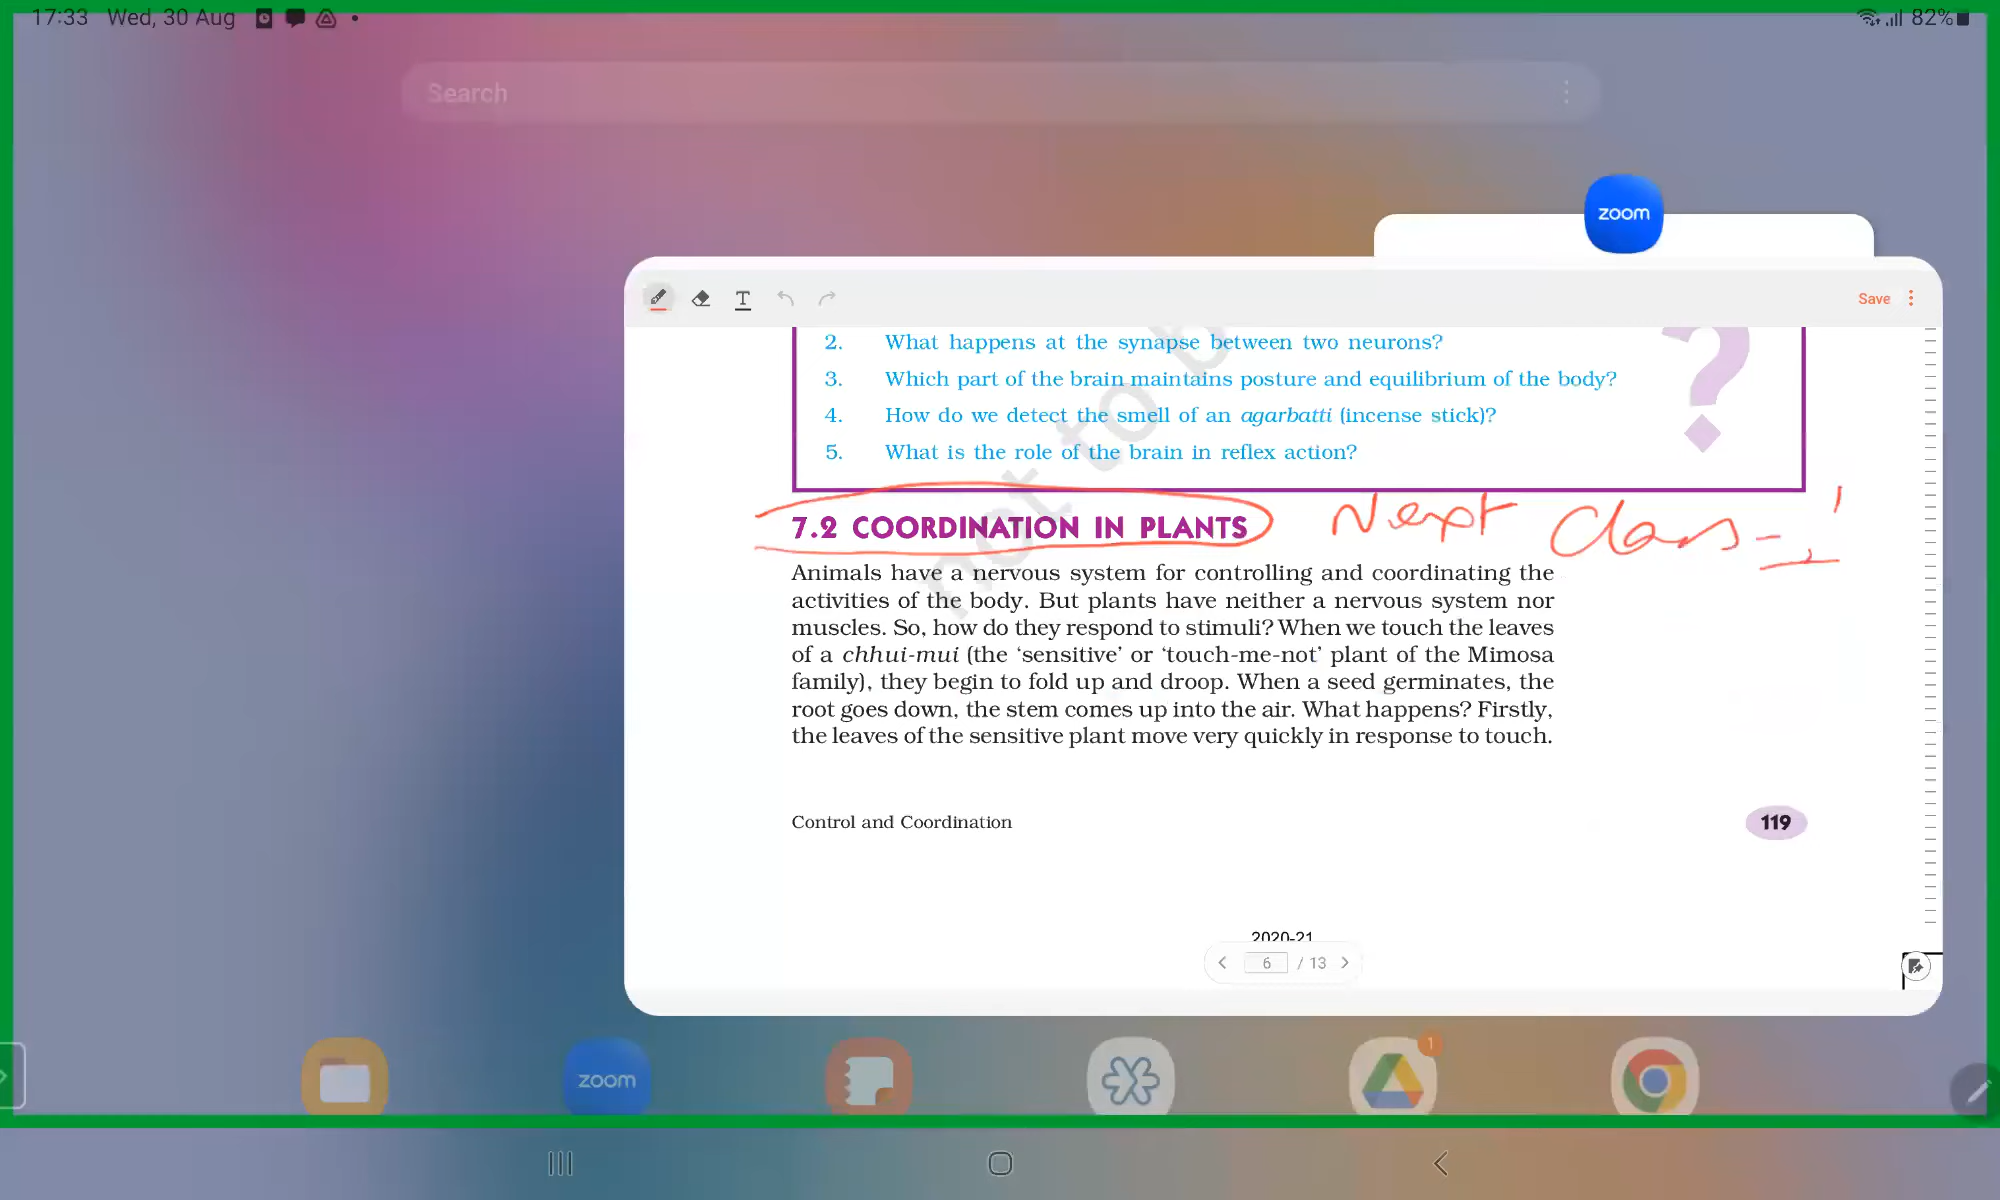 17:33 Wed, 30 Aug
82%
Search
zoom
Save
2. What happens at the synapse between two neurons?
3. Which part of the brain maintains posture and equilibrium of the body?
4. How do we detect the smell of an agarbatti (incense stick)?
5. What is the role of the brain in reflex action?
not to b
7.2 COORDINATION IN PLANTS
Next Class -
Animals have a nervous system for controlling and coordinating the
activities of the body. But plants have neither a nervous system nor
muscles. So, how do they respond to stimuli? When we touch the leaves
of a chhui-mui (the ‘sensitive’ or ‘touch-me-not’ plant of the Mimosa
family), they begin to fold up and droop. When a seed germinates, the
root goes down, the stem comes up into the air. What happens? Firstly,
the leaves of the sensitive plant move very quickly in response to touch.
Control and Coordination
119
2020-21
6 / 13
zoom
1